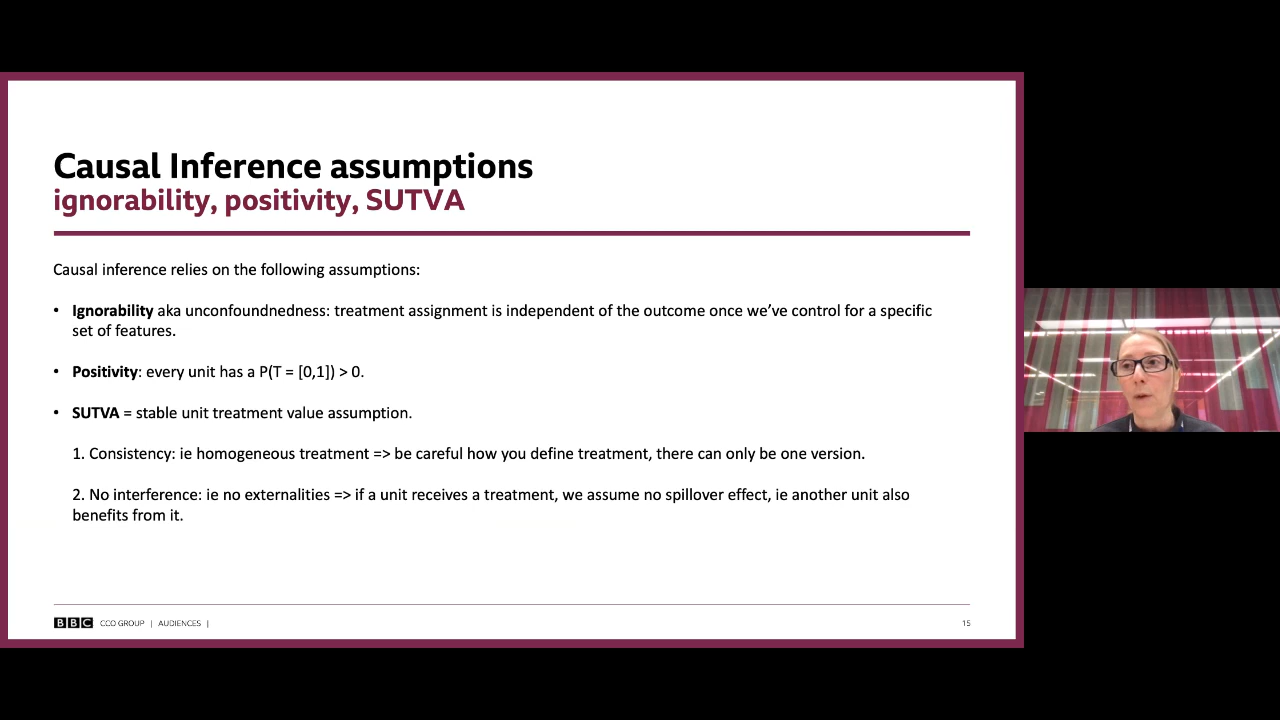 Causal Inference assumptions
ignorability, positivity, SUTVA
Causal inference relies on the following assumptions:
• Ignorability aka unconfoundnedness: treatment assignment is independent of the outcome once we’ve control for a specific
set of features.
• Positivity: every unit has a P(T = [0,1]) > 0.
• SUTVA = stable unit treatment value assumption.
1. Consistency: ie homogeneous treatment => be careful how you define treatment, there can only be one version.
2. No interference: ie no externalities => if a unit receives a treatment, we assume no spillover effect, ie another unit also
benefits from it.
BBC CCO GROUP | AUDIENCES | 15